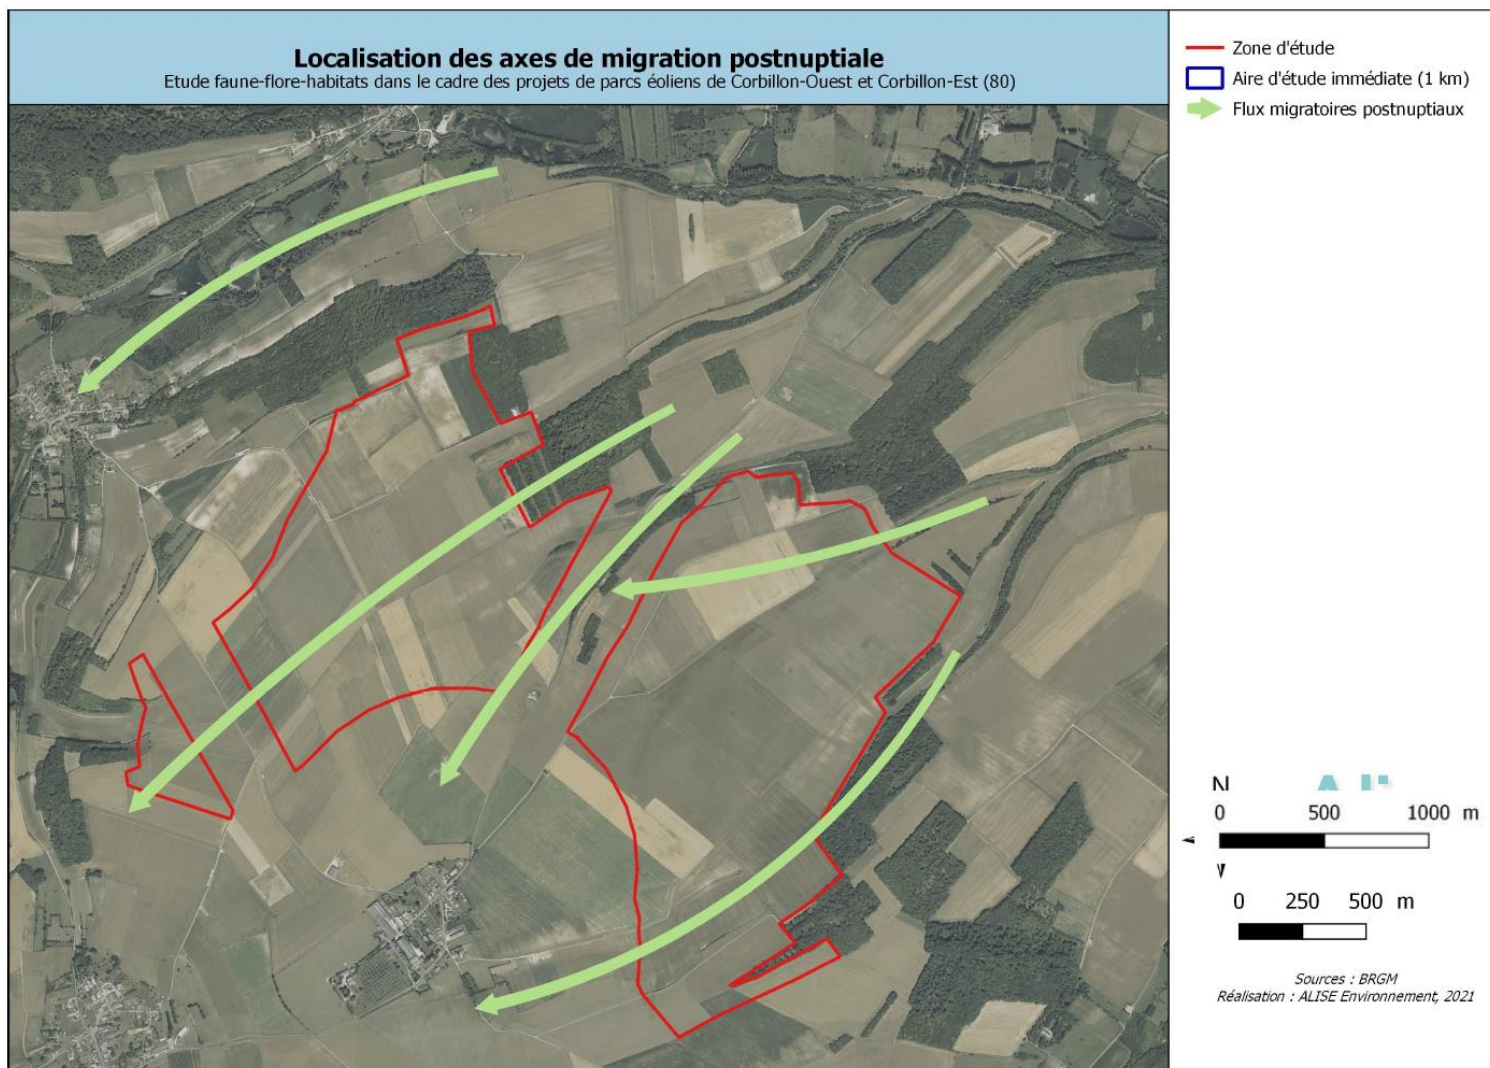 Localisation des axes de migration postnuptiale
Etude faune-flore-habitats dans le cadre des projets de parcs éoliens de Corbillon-Ouest et Corbillon-Est (80)
Zone d'étude
Aire d'étude immédiate (1 km)
Flux migratoires postnuptiaux
N
0 500 1000 m
0 250 500 m
Sources : BRGM
Réalisation : ALISE Environnement, 2021